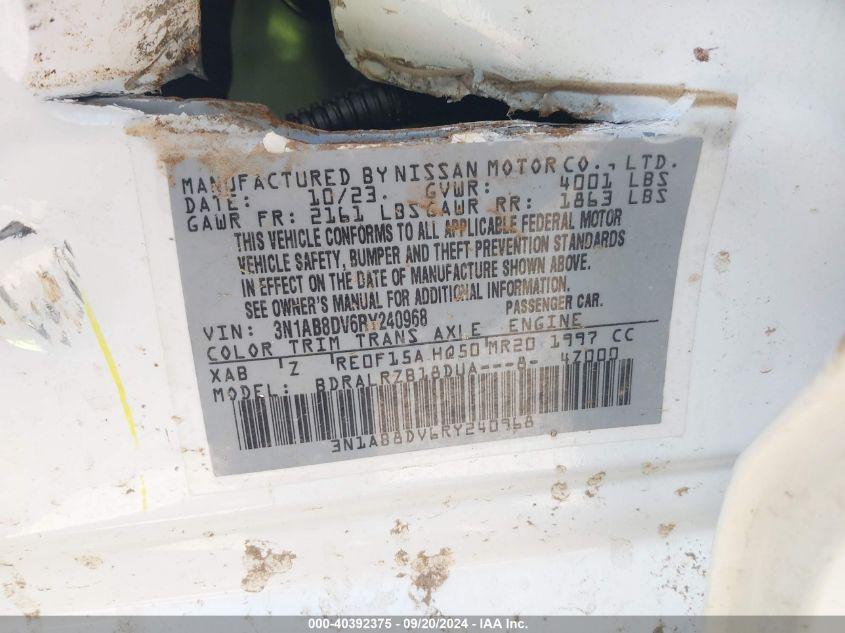 MANUFACTURED BY NISSAN MOTOR CO., LTD.
DATE: 10/23. GVWR: 4001 LBS
GAWR FR: 2161 LBS GAWR RR: 1863 LBS
THIS VEHICLE CONFORMS TO ALL APPLICABLE FEDERAL MOTOR
VEHICLE SAFETY, BUMPER AND THEFT PREVENTION STANDARDS
IN EFFECT ON THE DATE OF MANUFACTURE SHOWN ABOVE.
SEE OWNER'S MANUAL FOR ADDITIONAL INFORMATION.
VIN: 3N1AB8DV6RY240968 PASSENGER CAR.
COLOR TRIM TRANS AXLE ENGINE
XAB Z RE0F15A HQ50 MR20 1997 CC
MODEL: BDRALRZB18DUA---8- 4Z000
3N1AB8DV6RY240968
000-40392375 - 09/20/2024 - IAA Inc.